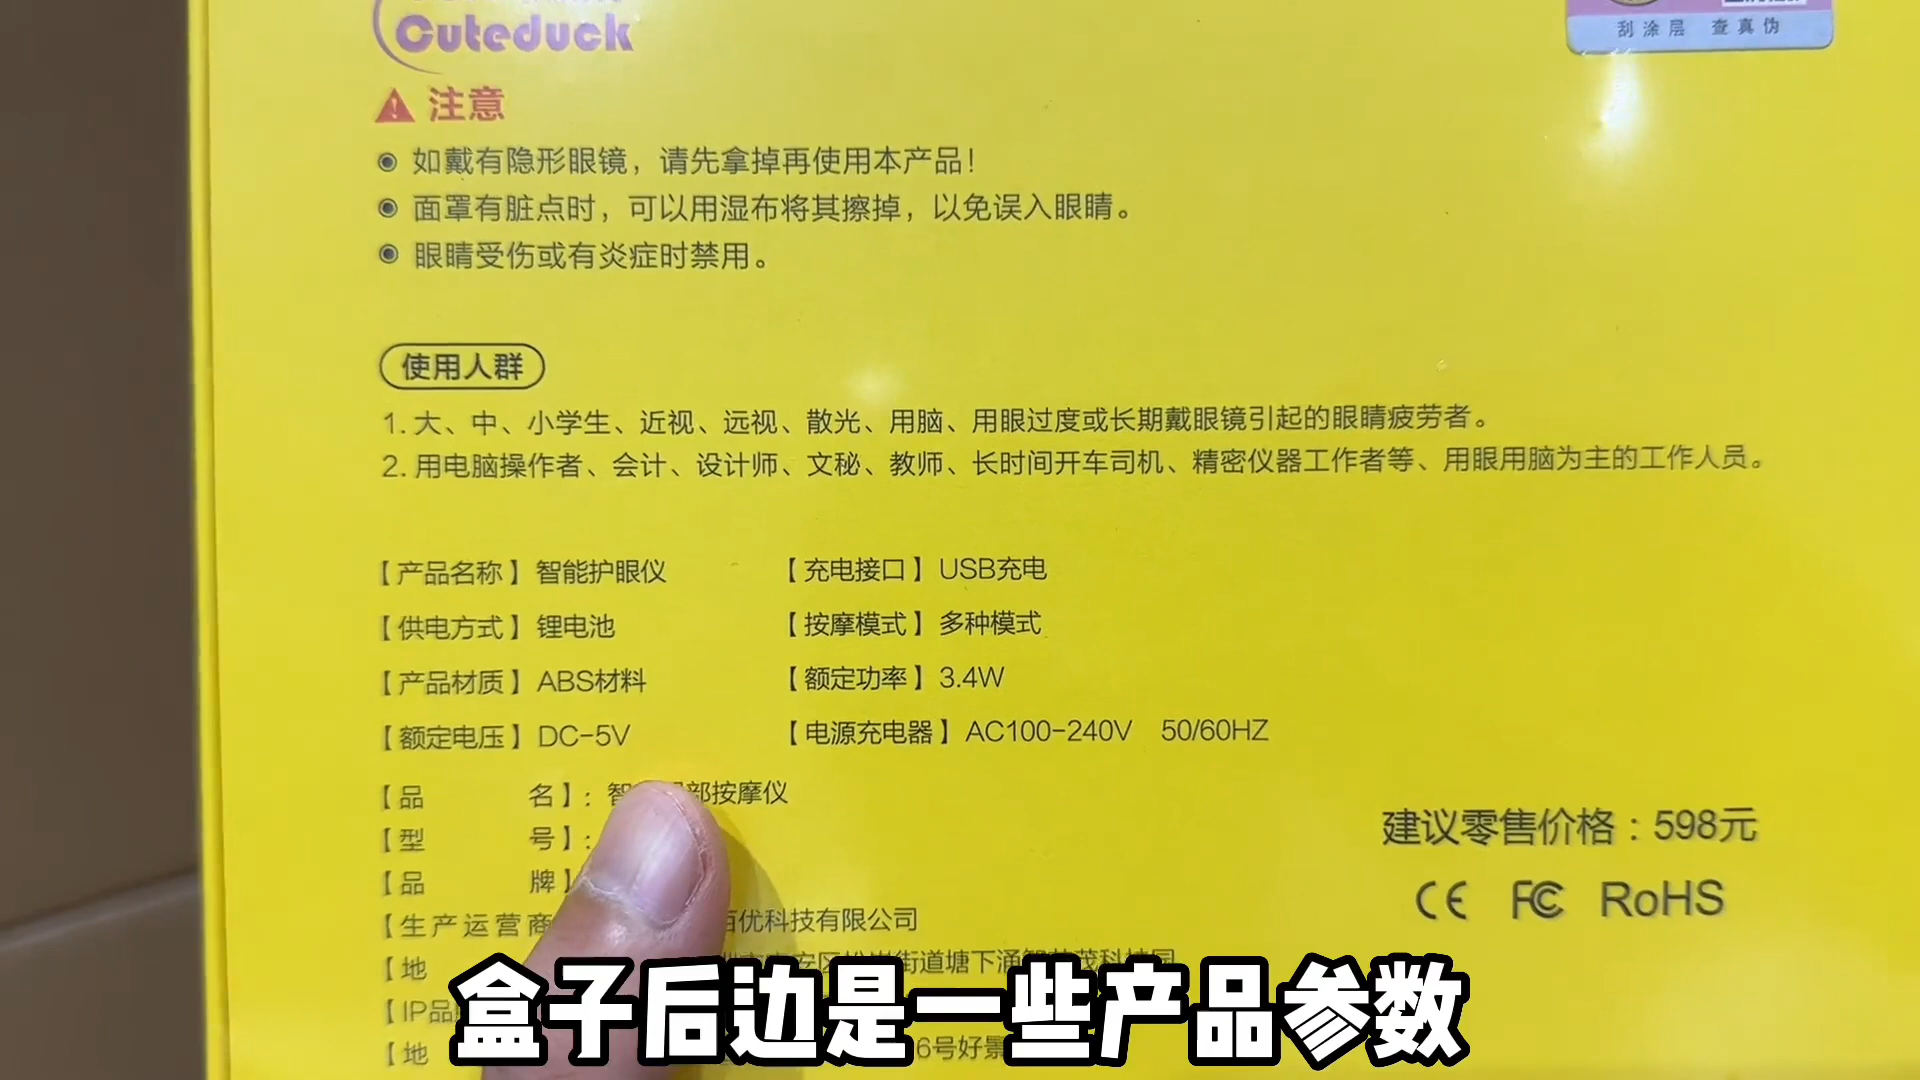 Cuteduck
刮涂层 查真伪
注意
如戴有隐形眼镜，请先拿掉再使用本产品！
面罩有脏点时，可以用湿布将其擦掉，以免误入眼睛。
眼睛受伤或有炎症时禁用。
使用人群
1. 大、中、小学生、近视、远视、散光、用脑、用眼过度或长期戴眼镜引起的眼睛疲劳者。
2. 用电脑操作者、会计、设计师、文秘、教师、长时间开车司机、精密仪器工作者等、用眼用脑为主的工作人员。
【产品名称】智能护眼仪 【充电接口】USB充电
【供电方式】锂电池 【按摩模式】多种模式
【产品材质】ABS材料 【额定功率】3.4W
【额定电压】DC-5V 【电源充电器】AC100-240V 50/60HZ
【品 名】：智 部按摩仪
【型 号】：
【品 牌】
【生产运营商 百优科技有限公司
【地 安区松岗街道塘下涌 科技园
【IP品
【地 6号好景
建议零售价格：598元
CE FC RoHS
盒子后边是一些产品参数